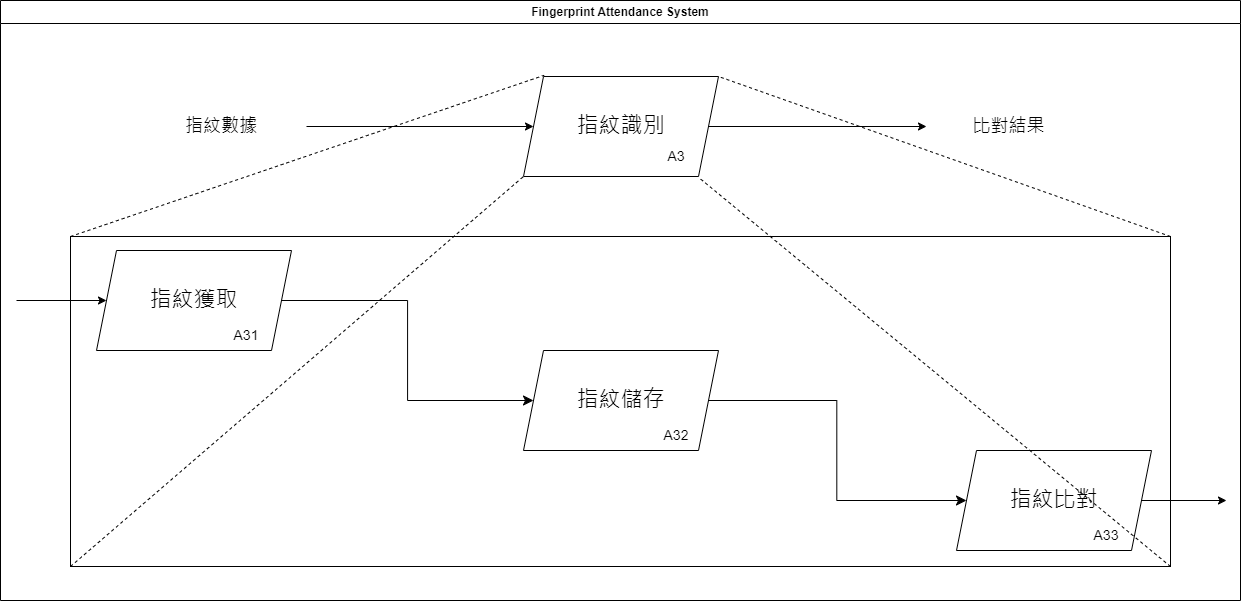 Fingerprint Attendance System
指紋數據
指紋識別
比對結果
A3
指紋獲取
A31
指紋儲存
A32
指紋比對
A33